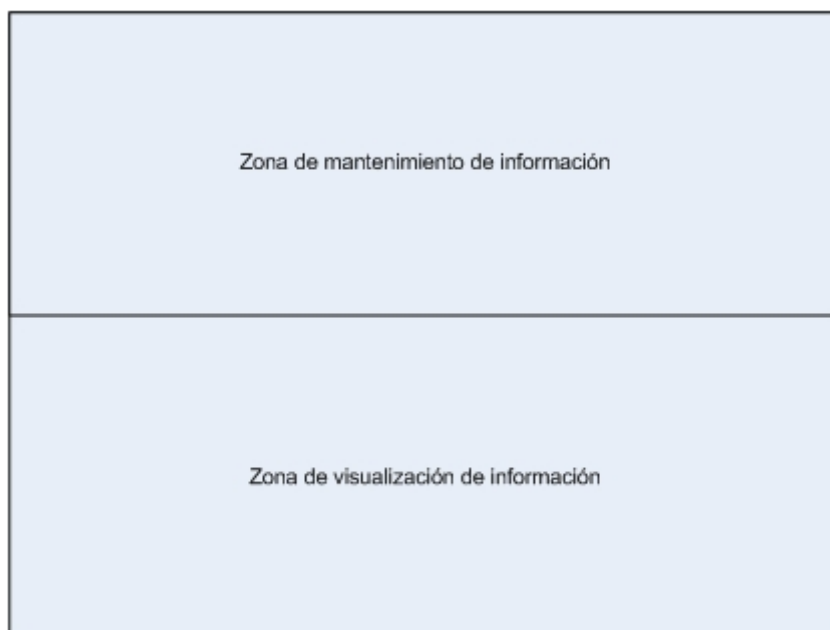 Zona de mantenimiento de información
Zona de visualización de información